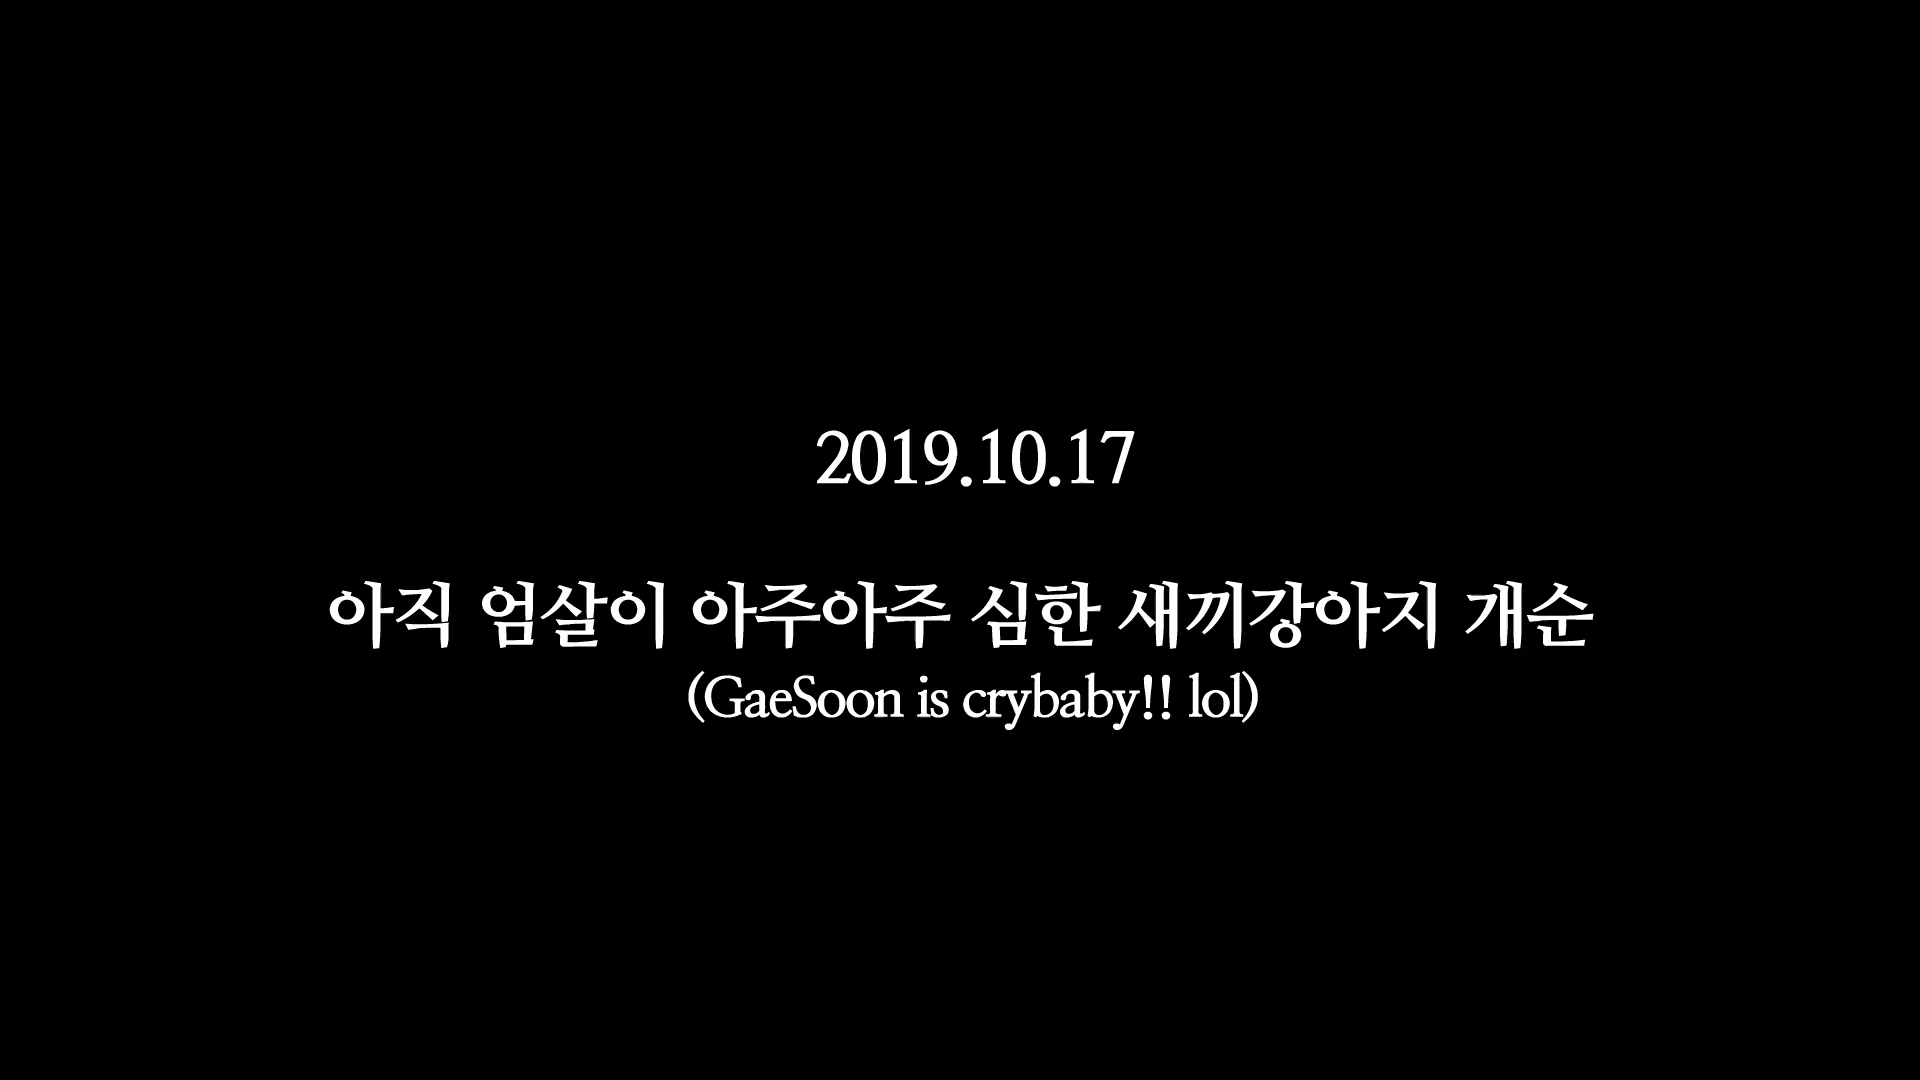 2019.10.17
아직 엄살이 아주아주 심한 새끼강아지 개순
(GaeSoon is crybaby!! lol)